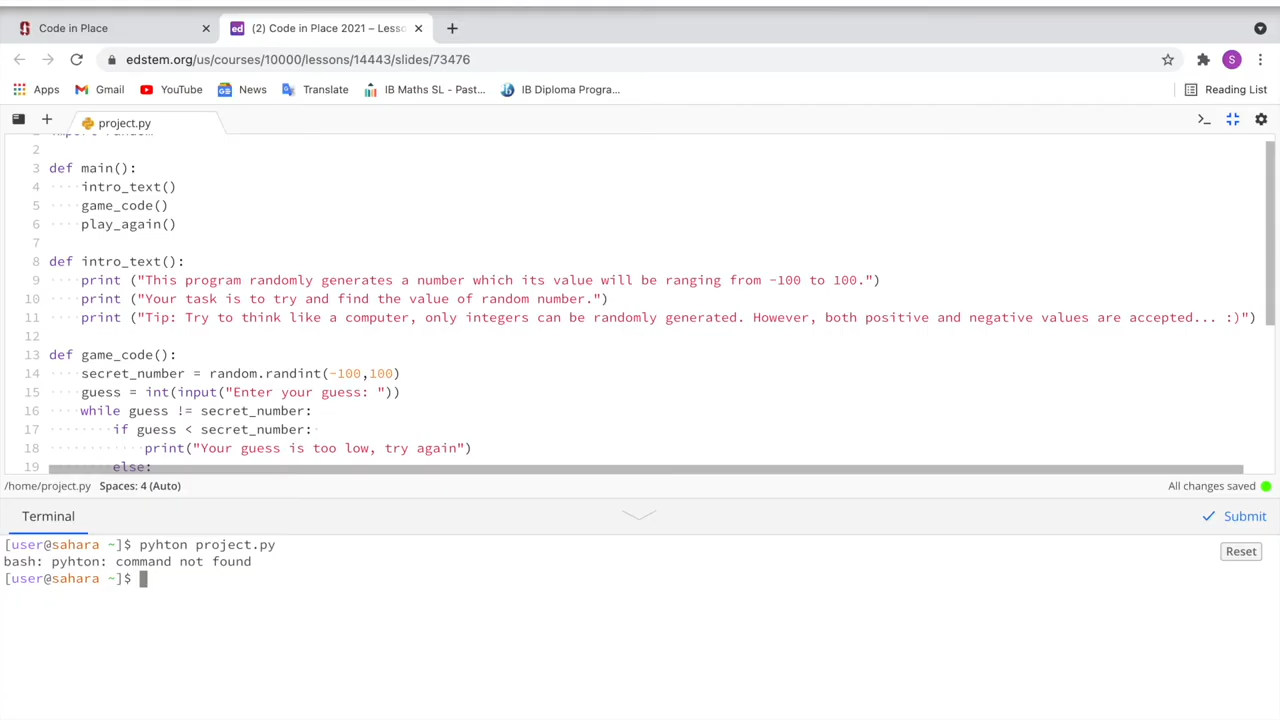 Code in Place
ed (2) Code in Place 2021 – Lesso
edstem.org/us/courses/10000/lessons/14443/slides/73476
S
Apps Gmail YouTube News Translate IB Maths SL - Past... IB Diploma Progra... Reading List
project.py
import random
2
3 def main():
4 intro_text()
5 game_code()
6 play_again()
7
8 def intro_text():
9 print ("This program randomly generates a number which its value will be ranging from -100 to 100.")
10 print ("Your task is to try and find the value of random number.")
11 print ("Tip: Try to think like a computer, only integers can be randomly generated. However, both positive and negative values are accepted... :)")
12
13 def game_code():
14 secret_number = random.randint(-100,100)
15 guess = int(input("Enter your guess: "))
16 while guess != secret_number:
17 if guess < secret_number:
18 print("Your guess is too low, try again")
19 else:
/home/project.py Spaces: 4 (Auto) All changes saved
Terminal Submit
[user@sahara ~]$ pyhton project.py
Reset
bash: pyhton: command not found
[user@sahara ~]$